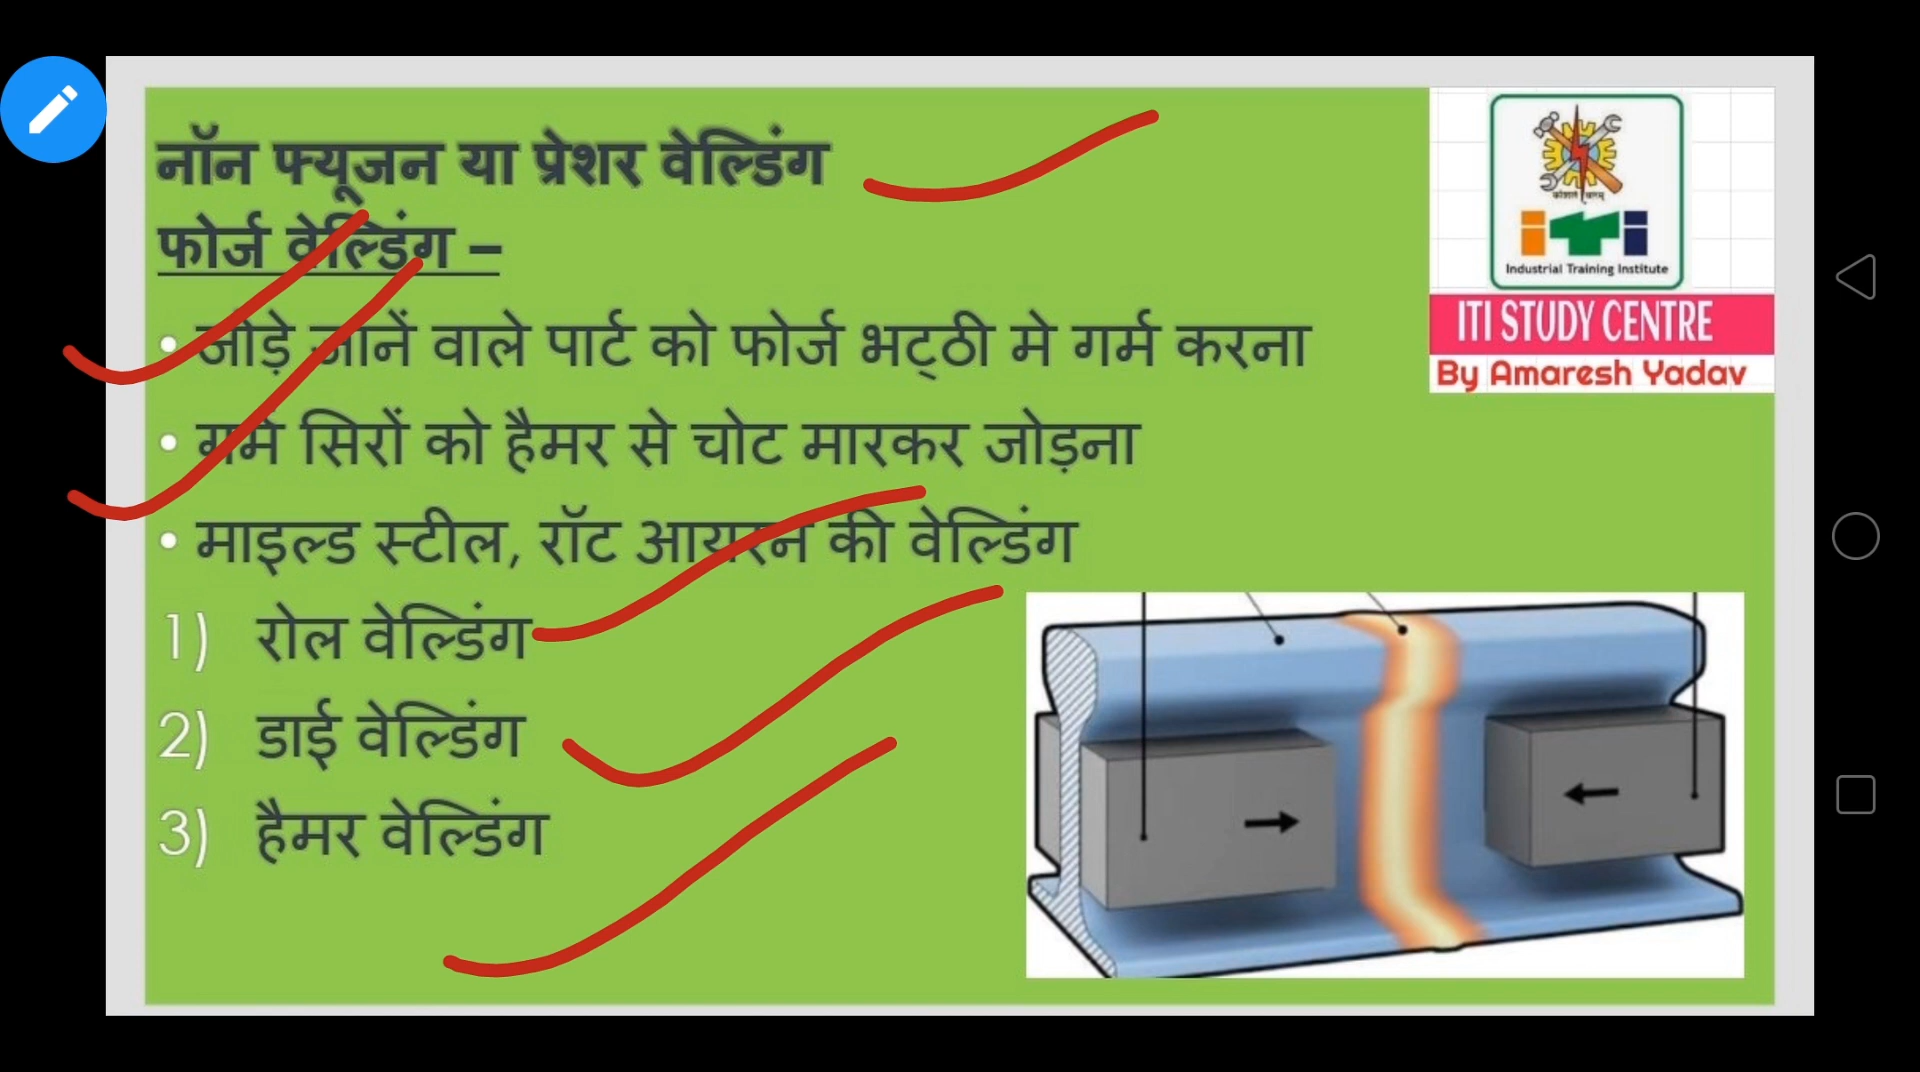 नॉन फ्यूजन या प्रेशर वेल्डिंग
फोर्ज वेल्डिंग –
• जोड़े जानें वाले पार्ट को फोर्ज भट्ठी मे गर्म करना
• गर्म सिरों को हैमर से चोट मारकर जोड़ना
• माइल्ड स्टील, रॉट आयरन की वेल्डिंग
1) रोल वेल्डिंग
2) डाई वेल्डिंग
3) हैमर वेल्डिंग
iTi
Industrial Training Institute
ITI STUDY CENTRE
By Amaresh Yadav